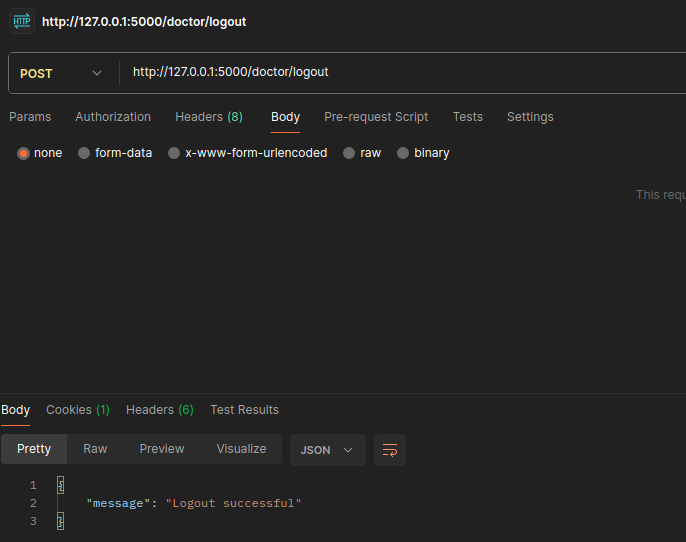 HTTP http://127.0.0.1:5000/doctor/logout
POST http://127.0.0.1:5000/doctor/logout
Params Authorization Headers (8) Body Pre-request Script Tests Settings
none form-data x-www-form-urlencoded raw binary
This requ
Body Cookies (1) Headers (6) Test Results
Pretty Raw Preview Visualize JSON
1 {
2 "message": "Logout successful"
3 }